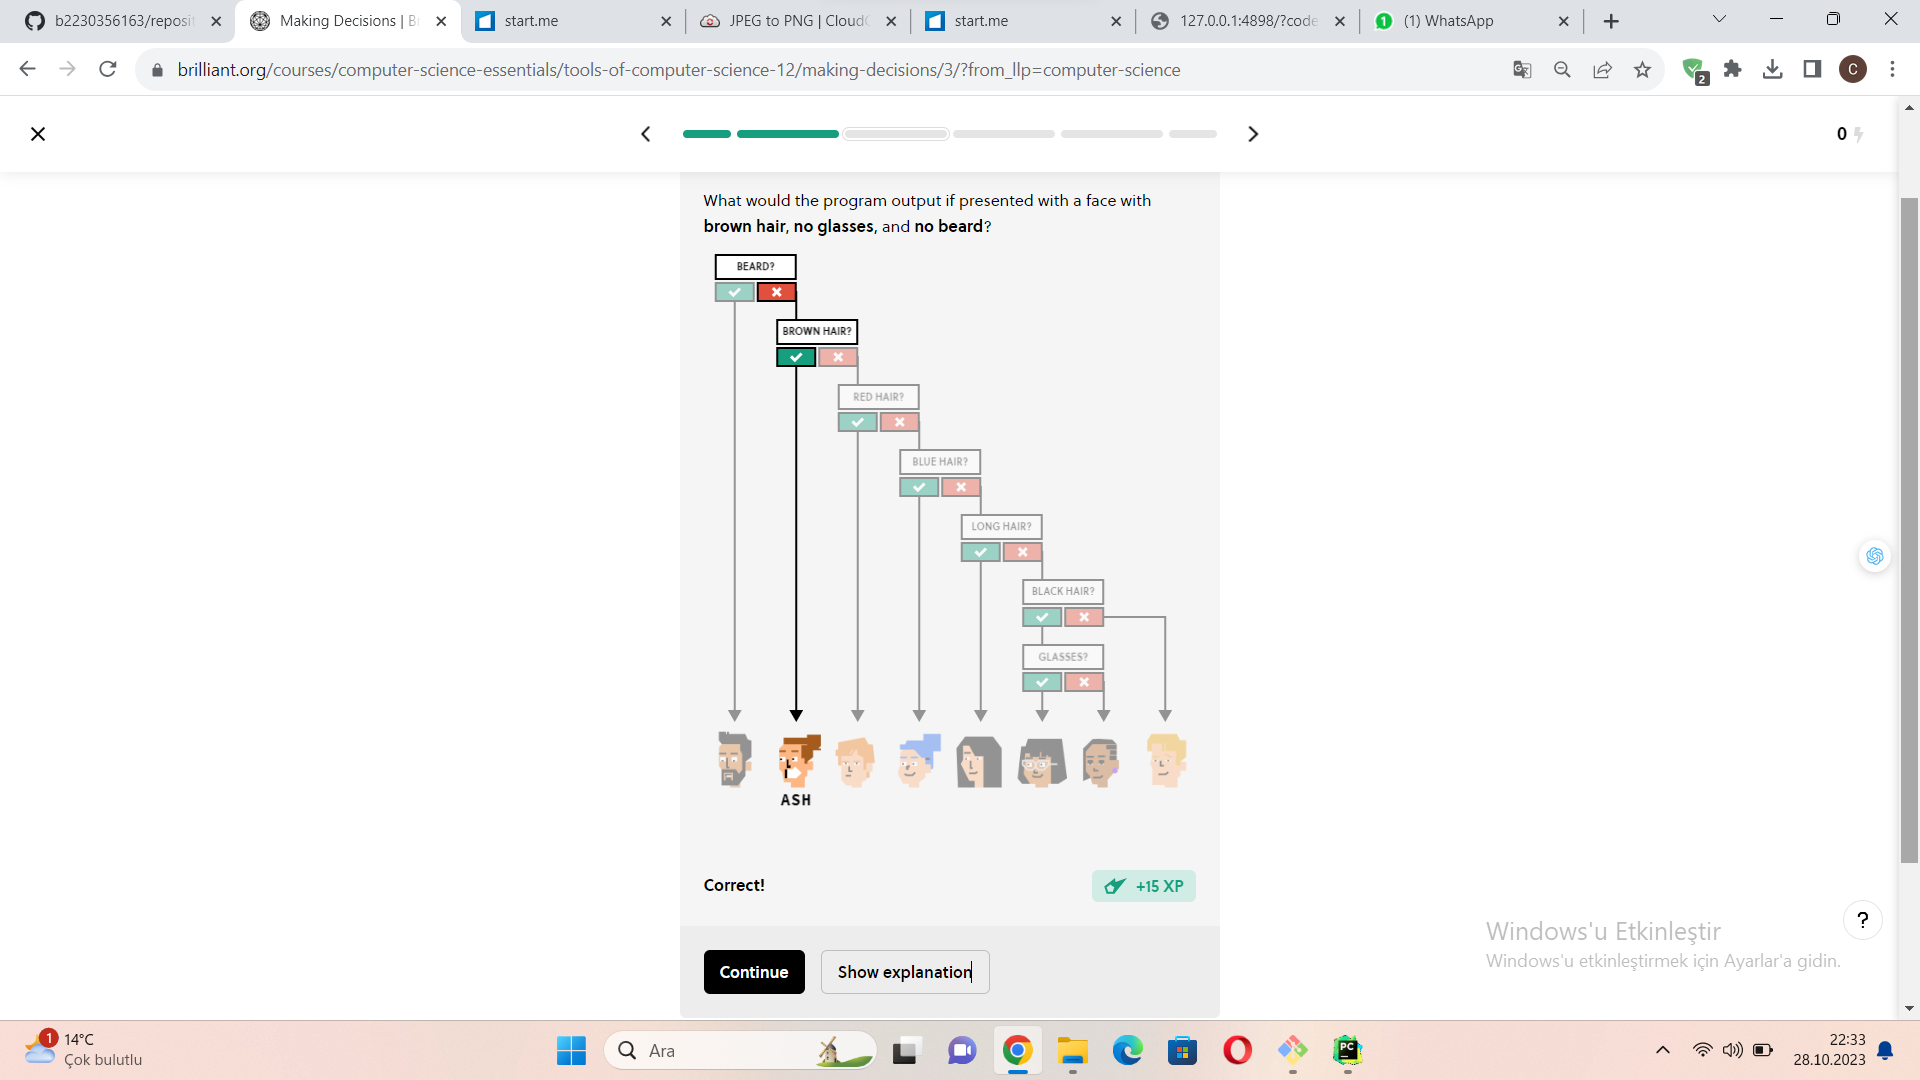 b2230356163/reposit
Making Decisions | B
start.me
JPEG to PNG | Cloud
start.me
127.0.0.1:4898/?code
1
(1) WhatsApp
brilliant.org/courses/computer-science-essentials/tools-of-computer-science-12/making-decisions/3/?from_llp=computer-science
2
C
0
What would the program output if presented with a face with
brown hair, no glasses, and no beard?
BEARD?
BROWN HAIR?
RED HAIR?
BLUE HAIR?
LONG HAIR?
BLACK HAIR?
GLASSES?
ASH
Correct!
+15 XP
?
Windows'u Etkinleştir
Windows'u etkinleştirmek için Ayarlar'a gidin.
Continue
Show explanation
1
14°C
Çok bulutlu
Ara
PC
22:33
28.10.2023